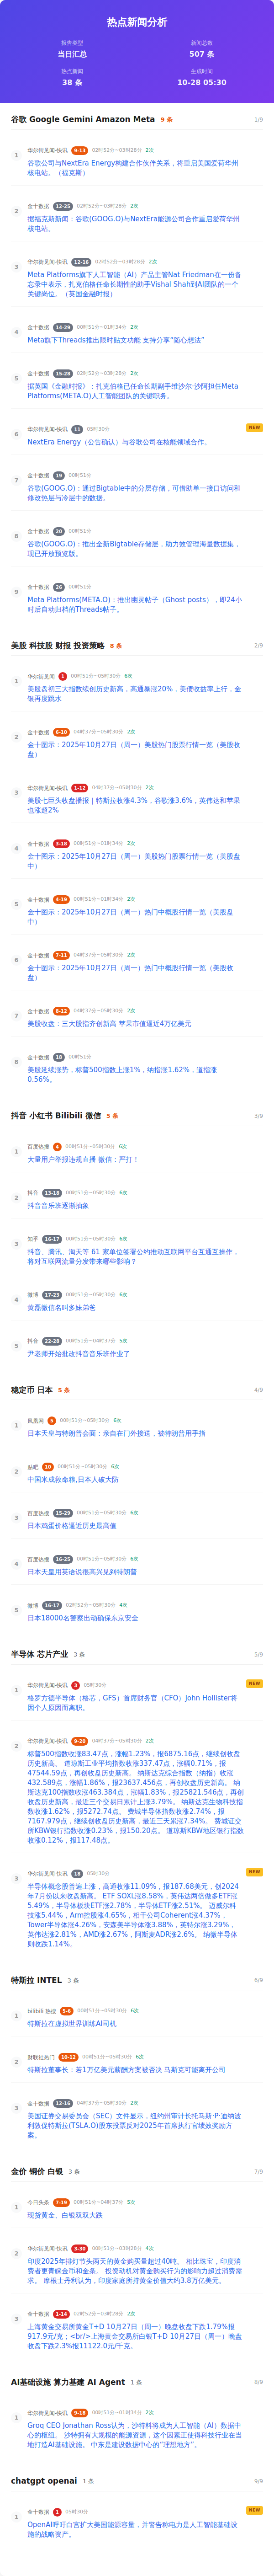 热点新闻分析
报告类型
新闻总数
当日汇总
507 条
热点新闻
生成时间
38 条
10-28 05:30
谷歌 Google Gemini Amazon Meta 9 条
1/9
1
华尔街见闻-快讯 9-13 02时52分~03时28分 2次
谷歌公司与NextEra Energy构建合作伙伴关系，将重启美国爱荷华州
核电站。（福克斯）
2
金十数据 12-25 02时52分~03时28分 2次
据福克斯新闻：谷歌(GOOG.O)与NextEra能源公司合作重启爱荷华州
核电站。
3
华尔街见闻-快讯 12-16 02时52分~03时28分 2次
Meta Platforms旗下人工智能（AI）产品主管Nat Friedman在一份备
忘录中表示，扎克伯格任命长期性的助手Vishal Shah到AI团队的一个
关键岗位。（英国金融时报）
4
金十数据 14-29 00时51分~01时34分 2次
Meta旗下Threads推出限时贴文功能 支持分享“随心想法”
5
金十数据 15-28 02时52分~03时28分 2次
据英国《金融时报》：扎克伯格已任命长期副手维沙尔·沙阿担任Meta
Platforms(META.O)人工智能团队的关键职务。
6
华尔街见闻-快讯 11 05时30分
NEW
NextEra Energy（公告确认）与谷歌公司在核能领域合作。
7
金十数据 19 00时51分
谷歌(GOOG.O)：通过Bigtable中的分层存储，可借助单一接口访问和
修改热层与冷层中的数据。
8
金十数据 20 00时51分
谷歌(GOOG.O)：推出全新Bigtable存储层，助力高效管理海量数据集，
现已开放预览版。
9
金十数据 26 00时51分
Meta Platforms(META.O)：推出幽灵帖子（Ghost posts），即24小
时后自动归档的Threads帖子。
美股 科技股 财报 投资策略 8 条
2/9
1
华尔街见闻 1 00时51分~05时30分 6次
美股盘初三大指数续创历史新高，高通暴涨20%，美债收益率上行，金
银再度跳水
2
金十数据 6-10 04时37分~05时30分 2次
金十图示：2025年10月27日（周一）美股热门股票行情一览（美股收
盘）
3
华尔街见闻-快讯 1-12 04时37分~05时30分 2次
美股七巨头收盘播报｜特斯拉收涨4.3%，谷歌涨3.6%，英伟达和苹果
也涨超2%
4
金十数据 3-18 00时51分~01时34分 2次
金十图示：2025年10月27日（周一）美股热门股票行情一览（美股盘
中）
5
金十数据 4-19 00时51分~01时34分 2次
金十图示：2025年10月27日（周一）热门中概股行情一览（美股盘
中）
6
金十数据 7-11 04时37分~05时30分 2次
金十图示：2025年10月27日（周一）热门中概股行情一览（美股收
盘）
7
金十数据 8-12 04时37分~05时30分 2次
美股收盘：三大股指齐创新高 苹果市值逼近4万亿美元
8
金十数据 18 00时51分
美股延续涨势，标普500指数上涨1%，纳指涨1.62%，道指涨
0.56%。
抖音 小红书 Bilibili 微信 5 条
3/9
1
百度热搜 4 00时51分~05时30分 6次
大量用户举报违规直播 微信：严打！
2
抖音 13-18 00时51分~05时30分 6次
抖音音乐班逐渐抽象
3
知乎 16-17 00时51分~05时30分 6次
抖音、腾讯、淘天等 61 家单位签署公约推动互联网平台互通互操作，
将对互联网流量分发带来哪些影响？
4
微博 17-23 00时51分~05时30分 6次
黄磊微信名叫多妹弟爸
5
抖音 22-28 00时51分~04时37分 5次
尹老师开始批改抖音音乐班作业了
稳定币 日本 5 条
4/9
1
凤凰网 5 00时51分~05时30分 6次
日本天皇与特朗普会面：亲自在门外接送，被特朗普用手指
2
贴吧 10 00时51分~05时30分 6次
中国米成救命粮,日本人破大防
3
百度热搜 15-29 00时51分~05时30分 6次
日本鸡蛋价格逼近历史最高值
4
百度热搜 16-25 00时51分~05时30分 6次
日本天皇用英语说很高兴见到特朗普
5
微博 16-17 02时52分~05时30分 4次
日本18000名警察出动确保东京安全
半导体 芯片产业 3 条
5/9
1
华尔街见闻-快讯 3 05时30分
NEW
格罗方德半导体（格芯，GFS）首席财务官（CFO）John Hollister将
因个人原因而离职。
2
华尔街见闻-快讯 9-20 04时37分~05时30分 2次
标普500指数收涨83.47点，涨幅1.23%，报6875.16点，继续创收盘
历史新高。 道琼斯工业平均指数收涨337.47点，涨幅0.71%，报
47544.59点，再创收盘历史新高。 纳斯达克综合指数（纳指）收涨
432.589点，涨幅1.86%，报23637.456点，再创收盘历史新高。 纳
斯达克100指数收涨463.384点，涨幅1.83%，报25821.546点，再创
收盘历史新高，最近三个交易日累计上涨3.79%。 纳斯达克生物科技指
数收涨1.62%，报5272.74点。 费城半导体指数收涨2.74%，报
7167.979点，继续创收盘历史新高，最近三天累涨7.34%。 费城证交
所KBW银行指数收涨0.23%，报150.20点。 道琼斯KBW地区银行指数
收涨0.12%，报117.48点。
3
华尔街见闻-快讯 18 05时30分
NEW
半导体概念股普遍上涨，高通收涨11.09%，报187.68美元，创2024
年7月份以来收盘新高。 ETF SOXL涨8.58%，英伟达两倍做多ETF涨
5.49%，半导体板块ETF涨2.78%，半导体ETF涨2.51%。 迈威尔科
技涨5.44%，Arm控股涨4.65%，相干公司Coherent涨4.37%，
Tower半导体涨4.26%，安森美半导体涨3.88%，英特尔涨3.29%，
英伟达涨2.81%，AMD涨2.67%，阿斯麦ADR涨2.6%。 纳微半导体
则收跌1.14%。
特斯拉 INTEL 3 条
6/9
1
bilibili 热搜 5-6 00时51分~05时30分 6次
特斯拉在虚拟世界训练AI司机
2
财联社热门 10-12 00时51分~05时30分 6次
特斯拉董事长：若1万亿美元薪酬方案被否决 马斯克可能离开公司
3
金十数据 12-16 04时37分~05时30分 2次
美国证券交易委员会（SEC）文件显示，纽约州审计长托马斯·P·迪纳波
利敦促特斯拉(TSLA.O)股东投票反对2025年首席执行官绩效奖励方
案。
金价 铜价 白银 3 条
7/9
1
今日头条 7-19 00时51分~04时37分 5次
现货黄金、白银双双大跌
2
华尔街见闻-快讯 3-30 00时51分~03时28分 4次
印度2025年排灯节头两天的黄金购买量超过40吨。 相比珠宝，印度消
费者更青睐金币和金条。 投资动机对黄金购买行为的影响力超过消费需
求。 摩根士丹利认为，印度家庭所持黄金价值大约3.8万亿美元。
3
金十数据 1-14 02时52分~03时28分 2次
上海黄金交易所黄金T+D 10月27日（周一）晚盘收盘下跌1.79%报
917.9元/克；<br/>上海黄金交易所白银T+D 10月27日（周一）晚盘收
盘下跌2.3%报11122.0元/千克。
AI基础设施 算力基建 AI Agent 1 条
8/9
1
华尔街见闻-快讯 9-10 00时51分~01时34分 2次
Groq CEO Jonathan Ross认为，沙特料将成为人工智能（AI）数据中
心的枢纽。 沙特拥有大规模的能源资源，这个因素正使得科技行业在当
地打造AI基础设施。 中东是建设数据中心的“理想地方”。
chatgpt openai 1 条
9/9
1
金十数据 1 05时30分
NEW
OpenAI呼吁白宫扩大美国能源容量，并警告称电力是人工智能基础设
施的战略资产。